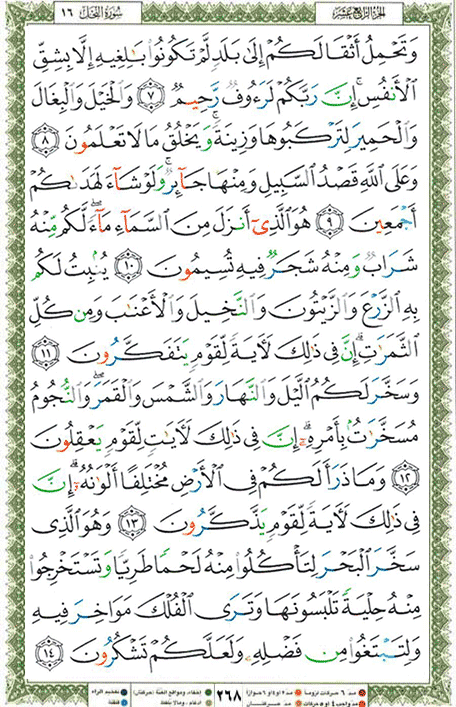 الجزء الرابع عشر سورة النحل ١٦
وَتَحْمِلُ أَثْقَالَكُمْ إِلَىٰ بَلَدٍ لَّمْ تَكُونُوا۟ بَـٰلِغِيهِ إِلَّا بِشِقِّ
ٱلْأَنفُسِ ۚ إِنَّ رَبَّكُمْ لَرَءُوفٌ رَّحِيمٌ ﴿٧﴾ وَٱلْخَيْلَ وَٱلْبِغَالَ
وَٱلْحَمِيرَ لِتَرْكَبُوهَا وَزِينَةً ۚ وَيَخْلُقُ مَا لَا تَعْلَمُونَ ﴿٨﴾
وَعَلَى ٱللَّهِ قَصْدُ ٱلسَّبِيلِ وَمِنْهَا جَآئِرٌ ۚ وَلَوْ شَآءَ لَهَدَىٰكُمْ
أَجْمَعِينَ ﴿٩﴾ هُوَ ٱلَّذِىٓ أَنزَلَ مِنَ ٱلسَّمَآءِ مَآءً ۖ لَّكُم مِّنْهُ
شَرَابٌ وَمِنْهُ شَجَرٌ فِيهِ تُسِيمُونَ ﴿١٠﴾ يُنۢبِتُ لَكُم
بِهِ ٱلزَّرْعَ وَٱلزَّيْتُونَ وَٱلنَّخِيلَ وَٱلْأَعْنَـٰبَ وَمِن كُلِّ
ٱلثَّمَرَٰتِ ۗ إِنَّ فِى ذَٰلِكَ لَـَٔايَةً لِّقَوْمٍ يَتَفَكَّرُونَ ﴿١١﴾
وَسَخَّرَ لَكُمُ ٱلَّيْلَ وَٱلنَّهَارَ وَٱلشَّمْسَ وَٱلْقَمَرَ ۖ وَٱلنُّجُومُ
مُسَخَّرَٰتٌۢ بِأَمْرِهِۦٓ ۗ إِنَّ فِى ذَٰلِكَ لَـَٔايَـٰتٍ لِّقَوْمٍ يَعْقِلُونَ
﴿١٢﴾ وَمَا ذَرَأَ لَكُمْ فِى ٱلْأَرْضِ مُخْتَلِفًا أَلْوَٰنُهُۥٓ ۗ إِنَّ
فِى ذَٰلِكَ لَـَٔايَةً لِّقَوْمٍ يَذَّكَّرُونَ ﴿١٣﴾ وَهُوَ ٱلَّذِى
سَخَّرَ ٱلْبَحْرَ لِتَأْكُلُوا۟ مِنْهُ لَحْمًا طَرِيًّا وَتَسْتَخْرِجُوا۟
مِنْهُ حِلْيَةً تَلْبَسُونَهَا وَتَرَى ٱلْفُلْكَ مَوَاخِرَ فِيهِ
وَلِتَبْتَغُوا۟ مِن فَضْلِهِۦ وَلَعَلَّكُمْ تَشْكُرُونَ ﴿١٤﴾
٢٦٨